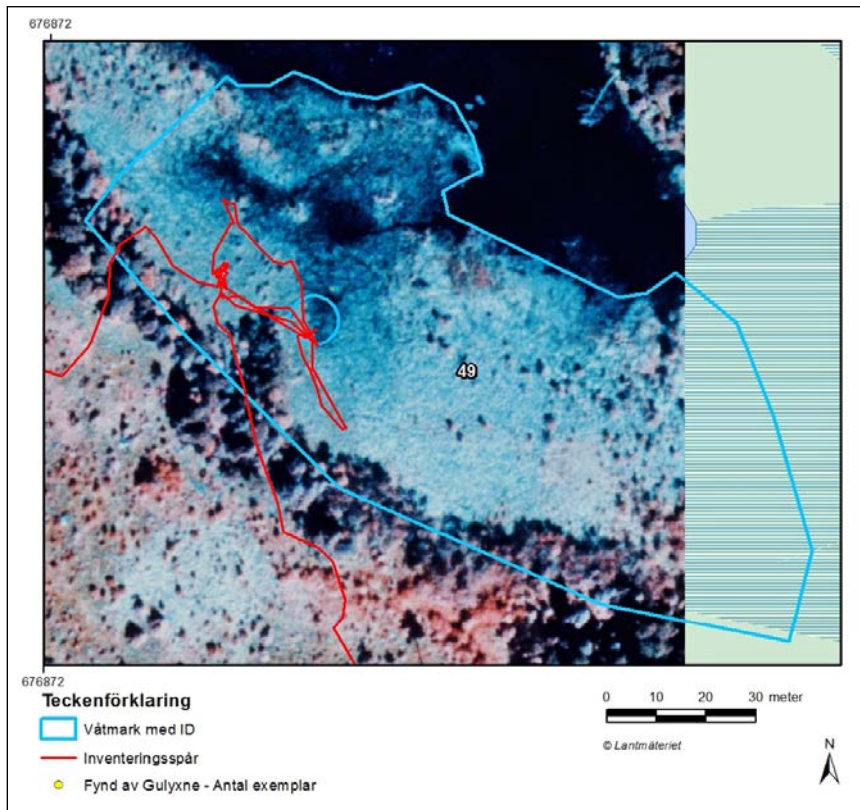 676872
49
676872
Teckenförklaring
Våtmark med ID
Inventeringsspår
Fynd av Gulyxne - Antal exemplar
0 10 20 30 meter
© Lantmäteriet
N